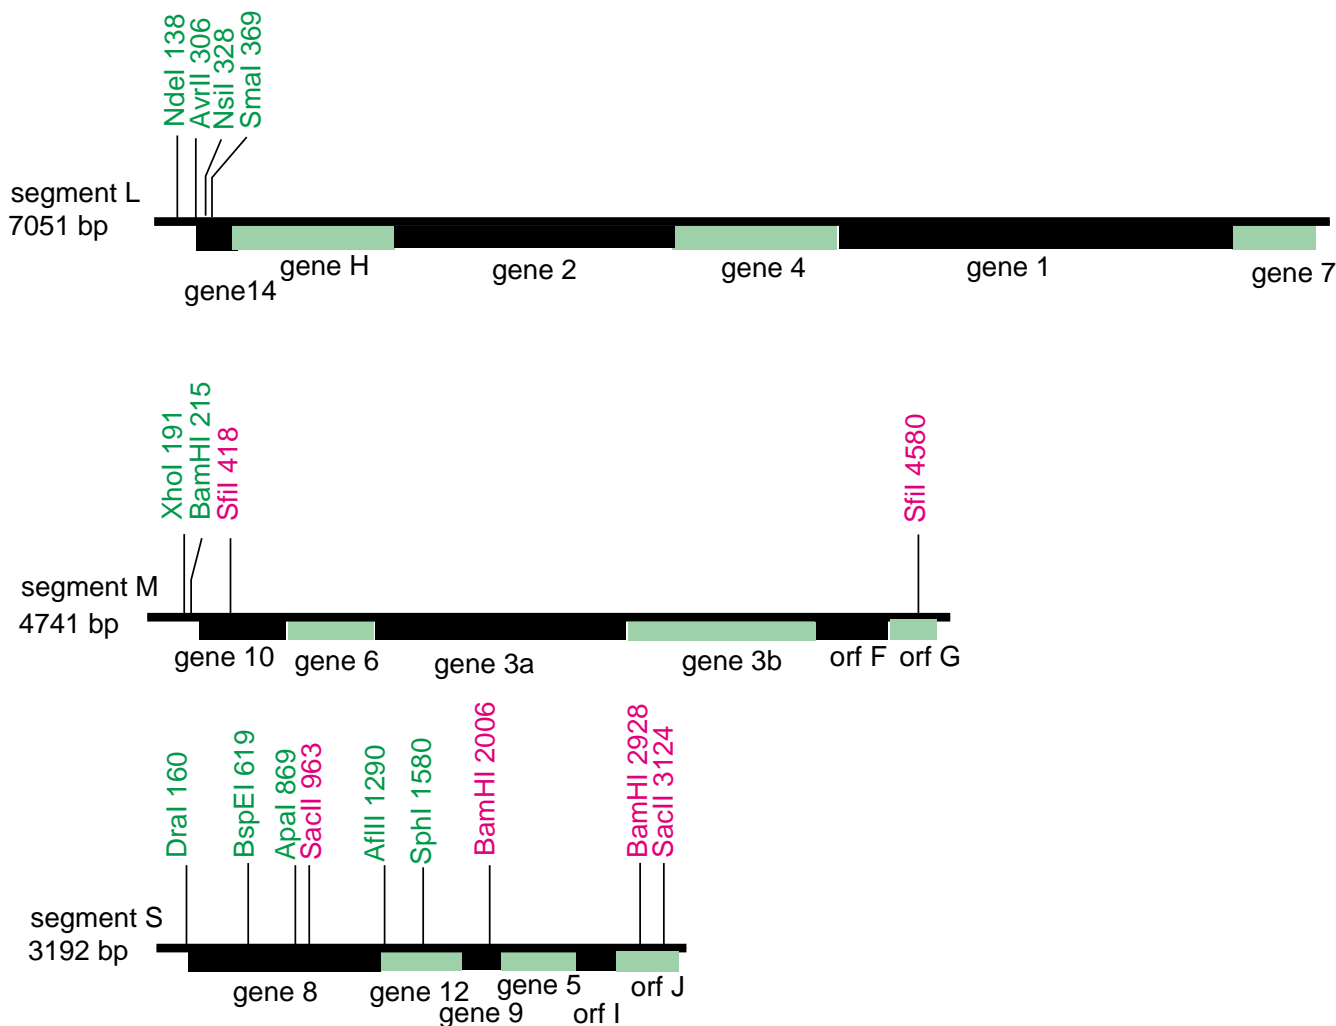 NdeI 138
AvrII 306
NsiI 328
SmaI 369
segment L
7051 bp
gene14
gene H
gene 2
gene 4
gene 1
gene 7
XhoI 191
BamHI 215
SfiI 418
SfiI 4580
segment M
4741 bp
gene 10
gene 6
gene 3a
gene 3b
orf F
orf G
DraI 160
BspEI 619
ApaI 869
SacII 963
AflII 1290
SphI 1580
BamHI 2006
BamHI 2928
SacII 3124
segment S
3192 bp
gene 8
gene 12
gene 9
gene 5
orf I
orf J